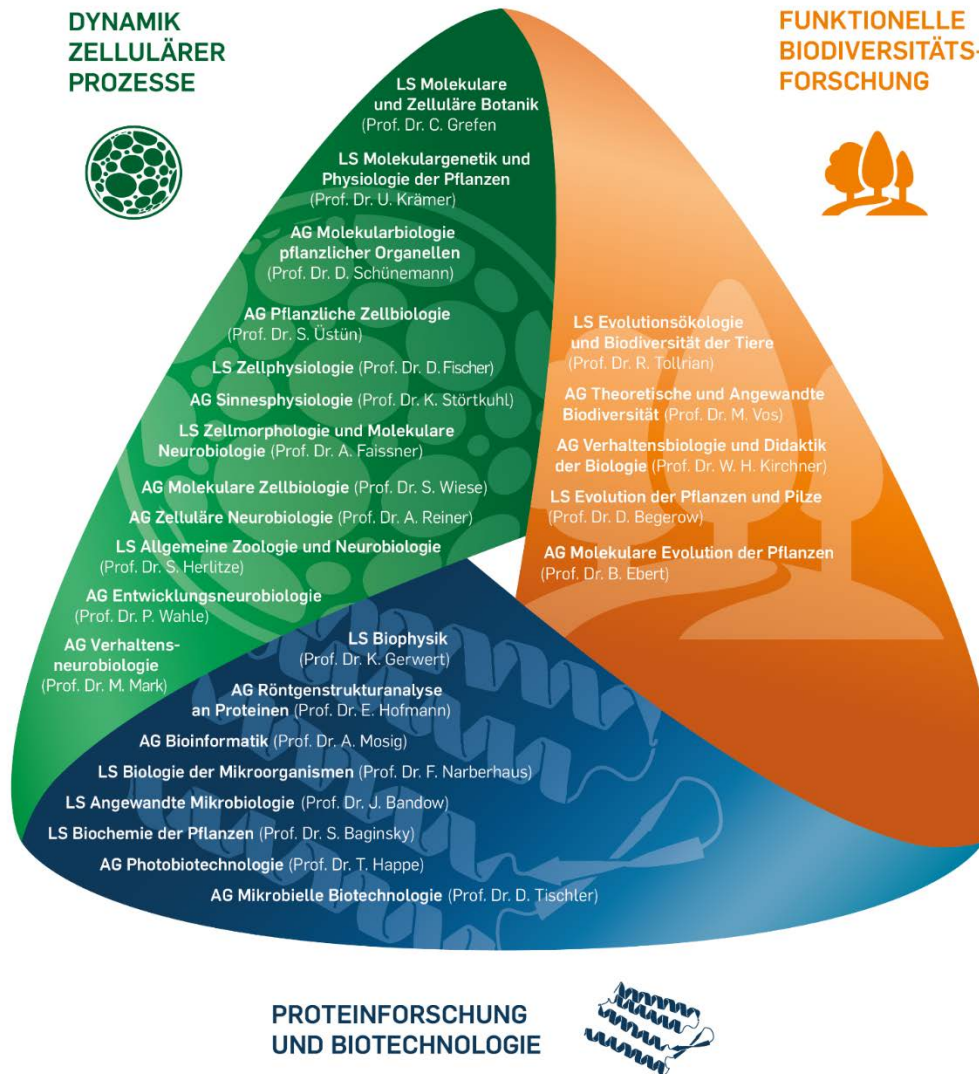 DYNAMIK
ZELLULÄRER
PROZESSE
FUNKTIONELLE
BIODIVERSITÄTS-
FORSCHUNG
LS Molekulare
und Zelluläre Botanik
(Prof. Dr. C. Grefen
LS Molekulargenetik und
Physiologie der Pflanzen
(Prof. Dr. U. Krämer)
AG Molekularbiologie
pflanzlicher Organellen
(Prof. Dr. D. Schünemann)
AG Pflanzliche Zellbiologie
(Prof. Dr. S. Üstün)
LS Zellphysiologie (Prof. Dr. D. Fischer)
AG Sinnesphysiologie (Prof. Dr. K. Störtkuhl)
LS Zellmorphologie und Molekulare
Neurobiologie (Prof. Dr. A. Faissner)
AG Molekulare Zellbiologie (Prof. Dr. S. Wiese)
AG Zelluläre Neurobiologie (Prof. Dr. A. Reiner)
LS Allgemeine Zoologie und Neurobiologie
(Prof. Dr. S. Herlitze)
AG Entwicklungsneurobiologie
(Prof. Dr. P. Wahle)
AG Verhaltens-
neurobiologie
(Prof. Dr. M. Mark)
LS Evolutionsökologie
und Biodiversität der Tiere
(Prof. Dr. R. Tollrian)
AG Theoretische und Angewandte
Biodiversität (Prof. Dr. M. Vos)
AG Verhaltensbiologie und Didaktik
der Biologie (Prof. Dr. W. H. Kirchner)
LS Evolution der Pflanzen und Pilze
(Prof. Dr. D. Begerow)
AG Molekulare Evolution der Pflanzen
(Prof. Dr. B. Ebert)
LS Biophysik
(Prof. Dr. K. Gerwert)
AG Röntgenstrukturanalyse
an Proteinen (Prof. Dr. E. Hofmann)
AG Bioinformatik (Prof. Dr. A. Mosig)
LS Biologie der Mikroorganismen (Prof. Dr. F. Narberhaus)
LS Angewandte Mikrobiologie (Prof. Dr. J. Bandow)
LS Biochemie der Pflanzen (Prof. Dr. S. Baginsky)
AG Photobiotechnologie (Prof. Dr. T. Happe)
AG Mikrobielle Biotechnologie (Prof. Dr. D. Tischler)
PROTEINFORSCHUNG
UND BIOTECHNOLOGIE